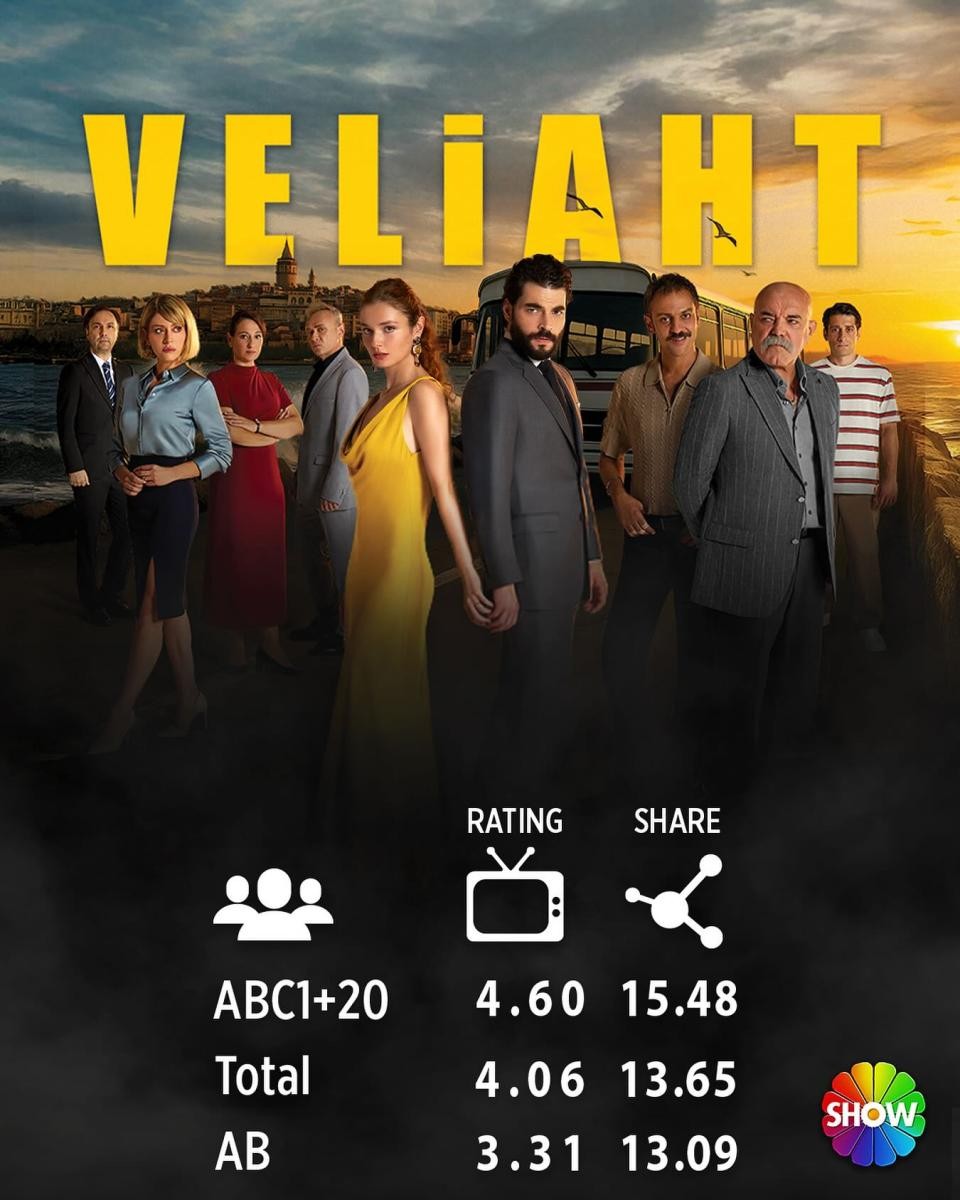 VELiAHT
RATING SHARE
ABC1+20 4.60 15.48
Total 4.06 13.65
AB 3.31 13.09
SHOW